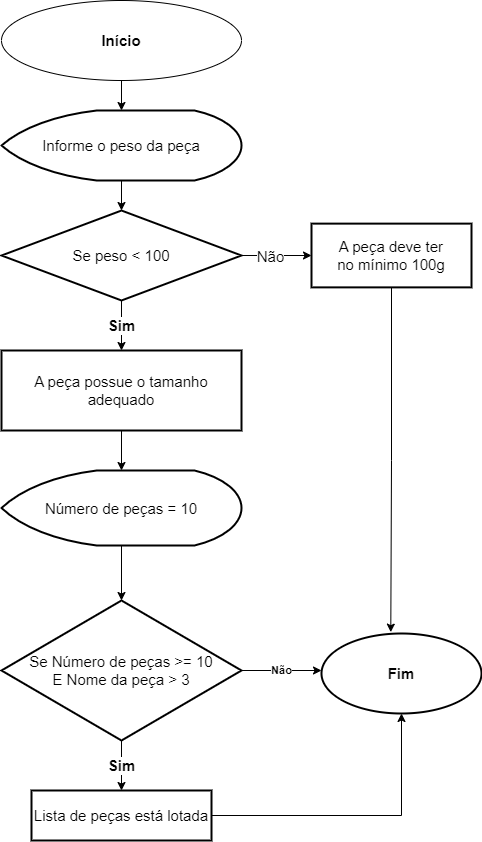 Início
Informe o peso da peça
Se peso < 100
Não
A peça deve ter
no mínimo 100g
Sim
A peça possue o tamanho
adequado
Número de peças = 10
Se Número de peças >= 10
E Nome da peça > 3
Não
Fim
Sim
Lista de peças está lotada